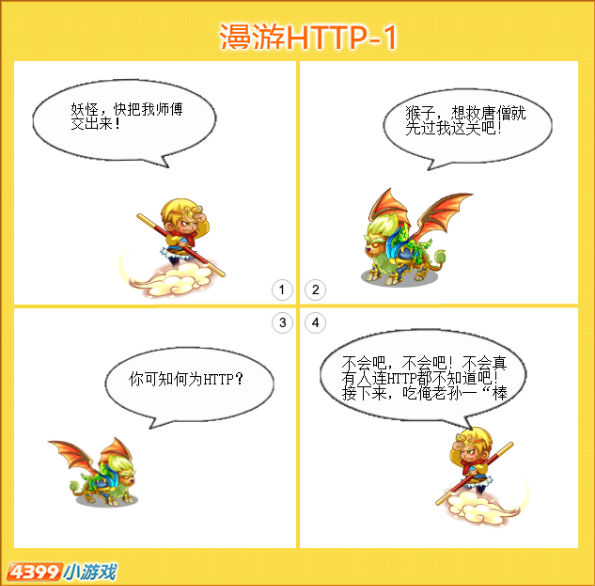 漫游HTTP-1
妖怪，快把我师傅
交出来！
1
猴子，想救唐僧就
先过我这关吧！
2
3
你可知何为HTTP？
4
不会吧，不会吧！不会真
有人连HTTP都不知道吧！
接下来，吃俺老孙一“棒
4399小游戏